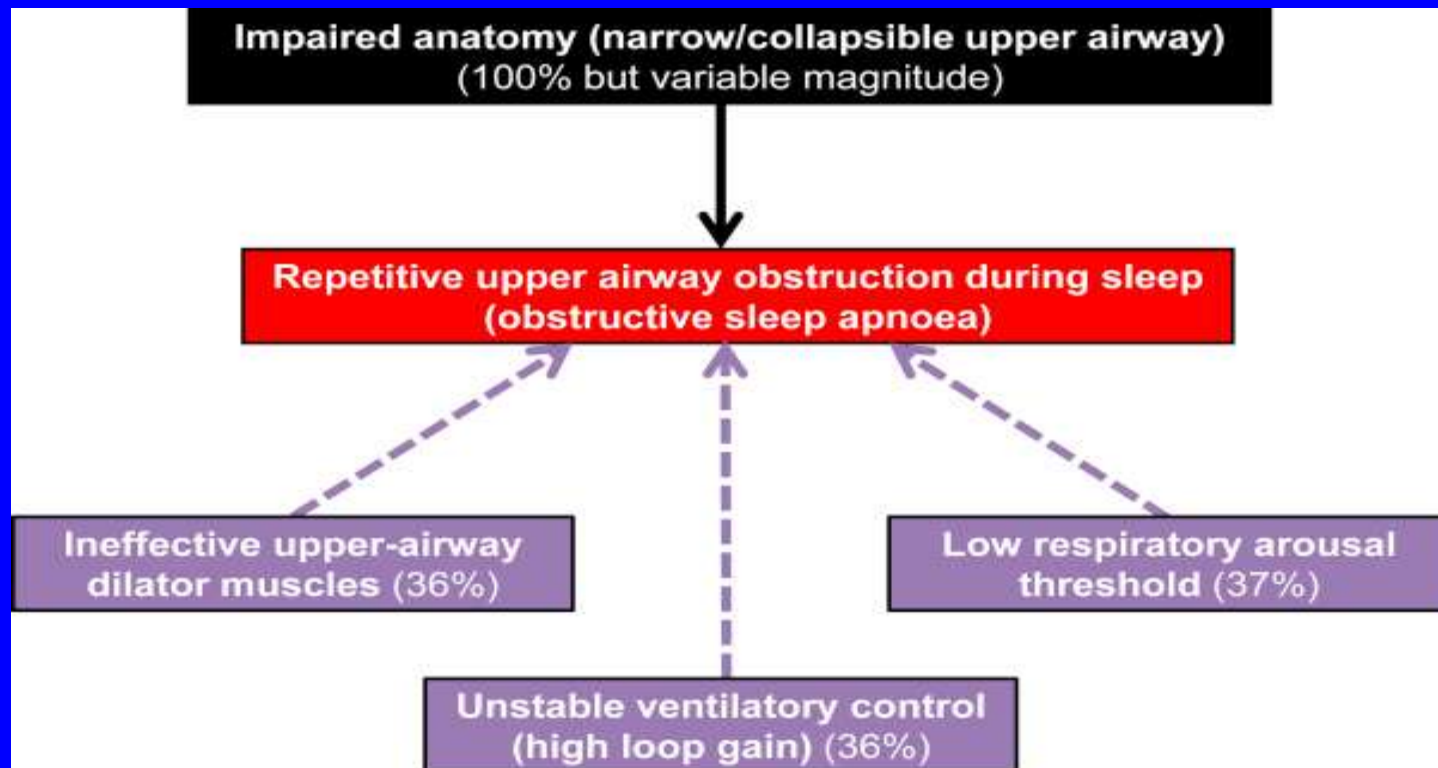 Impaired anatomy (narrow/collapsible upper airway)
(100% but variable magnitude)
Repetitive upper airway obstruction during sleep
(obstructive sleep apnoea)
Ineffective upper-airway
dilator muscles (36%)
Low respiratory arousal
threshold (37%)
Unstable ventilatory control
(high loop gain) (36%)